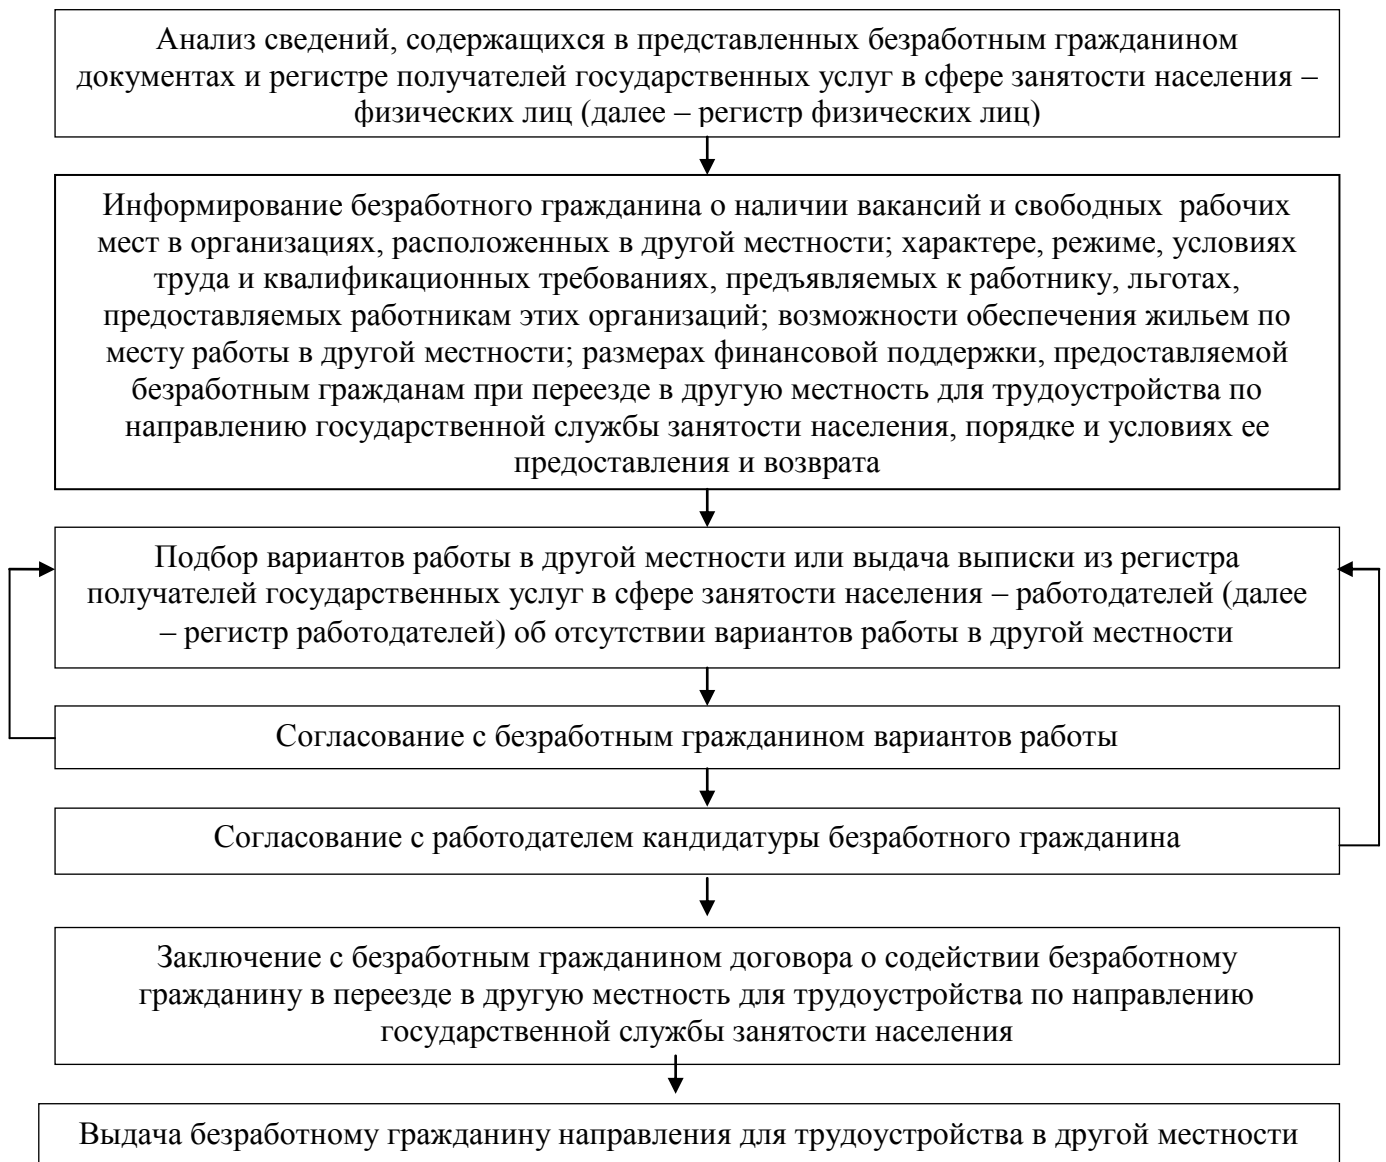 Анализ сведений, содержащихся в представленных безработным гражданином
документах и регистре получателей государственных услуг в сфере занятости населения –
физических лиц (далее – регистр физических лиц)
Информирование безработного гражданина о наличии вакансий и свободных рабочих
мест в организациях, расположенных в другой местности; характере, режиме, условиях
труда и квалификационных требованиях, предъявляемых к работнику, льготах,
предоставляемых работникам этих организаций; возможности обеспечения жильем по
месту работы в другой местности; размерах финансовой поддержки, предоставляемой
безработным гражданам при переезде в другую местность для трудоустройства по
направлению государственной службы занятости населения, порядке и условиях ее
предоставления и возврата
Подбор вариантов работы в другой местности или выдача выписки из регистра
получателей государственных услуг в сфере занятости населения – работодателей (далее
– регистр работодателей) об отсутствии вариантов работы в другой местности
Согласование с безработным гражданином вариантов работы
Согласование с работодателем кандидатуры безработного гражданина
Заключение с безработным гражданином договора о содействии безработному
гражданину в переезде в другую местность для трудоустройства по направлению
государственной службы занятости населения
Выдача безработному гражданину направления для трудоустройства в другой местности